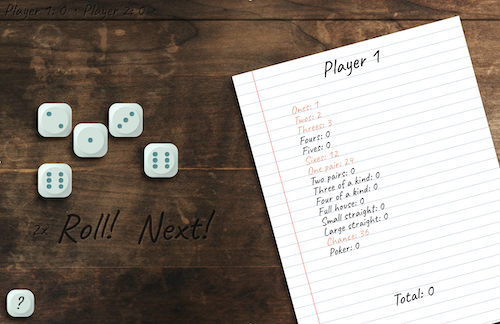 Player 1: 0 • Player 2: 0 •
Player 1
Ones: 1
Twos: 2
Threes: 3
Fours: 0
Fives: 0
Sixes: 12
One pair: 24
Two pairs: 0
Three of a kind: 0
Four of a kind: 0
Full house: 0
Small straight: 0
Large straight: 0
Chance: 36
Poker: 0
Total: 0
2x Roll! Next!
?